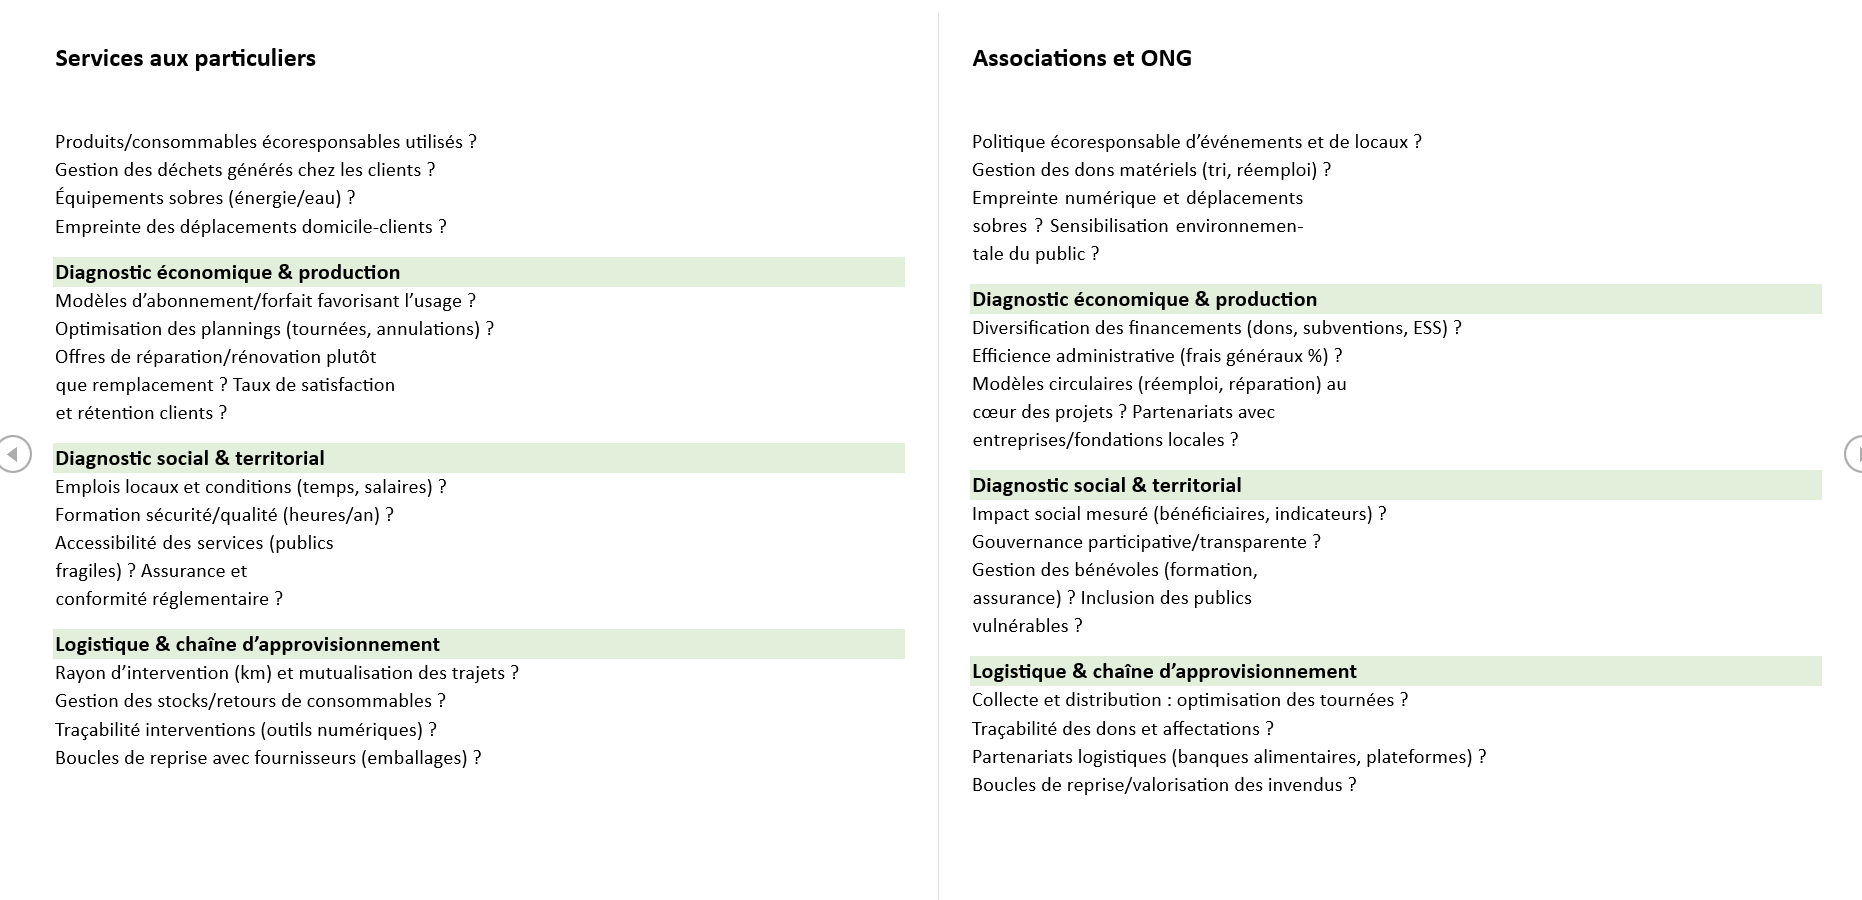 Services aux particuliers
Produits/consommables écoresponsables utilisés ?
Gestion des déchets générés chez les clients ?
Équipements sobres (énergie/eau) ?
Empreinte des déplacements domicile-clients ?
Diagnostic économique & production
Modèles d’abonnement/forfait favorisant l’usage ?
Optimisation des plannings (tournées, annulations) ?
Offres de réparation/rénovation plutôt
que remplacement ? Taux de satisfaction
et rétention clients ?
Diagnostic social & territorial
Emplois locaux et conditions (temps, salaires) ?
Formation sécurité/qualité (heures/an) ?
Accessibilité des services (publics
fragiles) ? Assurance et
conformité réglementaire ?
Logistique & chaîne d’approvisionnement
Rayon d’intervention (km) et mutualisation des trajets ?
Gestion des stocks/retours de consommables ?
Traçabilité interventions (outils numériques) ?
Boucles de reprise avec fournisseurs (emballages) ?
Associations et ONG
Politique écoresponsable d’événements et de locaux ?
Gestion des dons matériels (tri, réemploi) ?
Empreinte numérique et déplacements
sobres ? Sensibilisation environnemen-
tale du public ?
Diagnostic économique & production
Diversification des financements (dons, subventions, ESS) ?
Efficience administrative (frais généraux %) ?
Modèles circulaires (réemploi, réparation) au
cœur des projets ? Partenariats avec
entreprises/fondations locales ?
Diagnostic social & territorial
Impact social mesuré (bénéficiaires, indicateurs) ?
Gouvernance participative/transparente ?
Gestion des bénévoles (formation,
assurance) ? Inclusion des publics
vulnérables ?
Logistique & chaîne d’approvisionnement
Collecte et distribution : optimisation des tournées ?
Traçabilité des dons et affectations ?
Partenariats logistiques (banques alimentaires, plateformes) ?
Boucles de reprise/valorisation des invendus ?